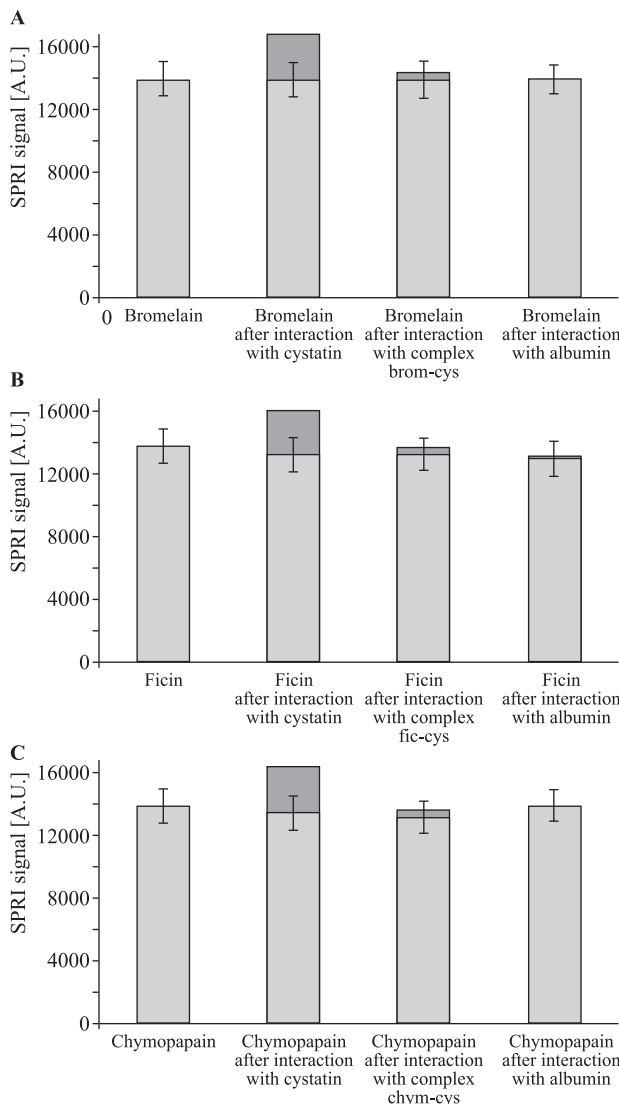 A
SPRI signal [A.U.]
16000
12000
8000
4000
0
0
Bromelain
Bromelain
after interaction
with cystatin
Bromelain
after interaction
with complex
brom-cys
Bromelain
after interaction
with albumin
B
SPRI signal [A.U.]
16000
12000
8000
4000
0
Ficin
Ficin
after interaction
with cystatin
Ficin
after interaction
with complex
fic-cys
Ficin
after interaction
with albumin
C
SPRI signal [A.U.]
16000
12000
8000
4000
0
Chymopapain
Chymopapain
after interaction
with cystatin
Chymopapain
after interaction
with complex
chym-cys
Chymopapain
after interaction
with albumin